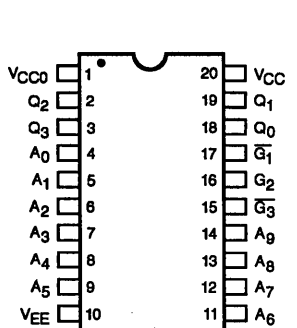 VCC0 1 20 VCC
Q2 2 19 Q1
Q3 3 18 Q0
A0 4 17 G̅1
A1 5 16 G2
A2 6 15 G̅3
A3 7 14 A9
A4 8 13 A8
A5 9 12 A7
VEE 10 11 A6